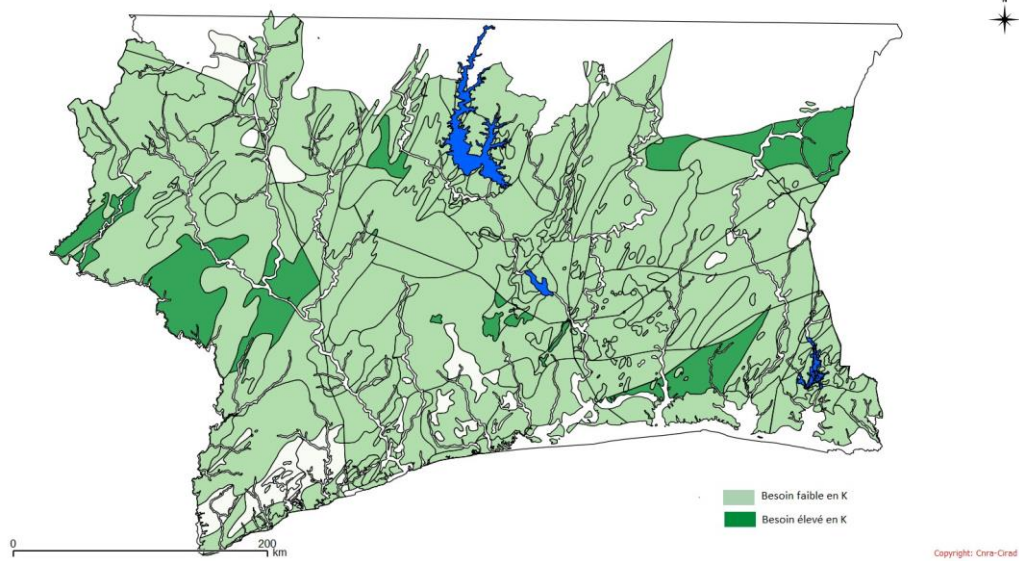 N
Besoin faible en K
Besoin élevé en K
0
200
km
Copyright: Cnra-Cirad